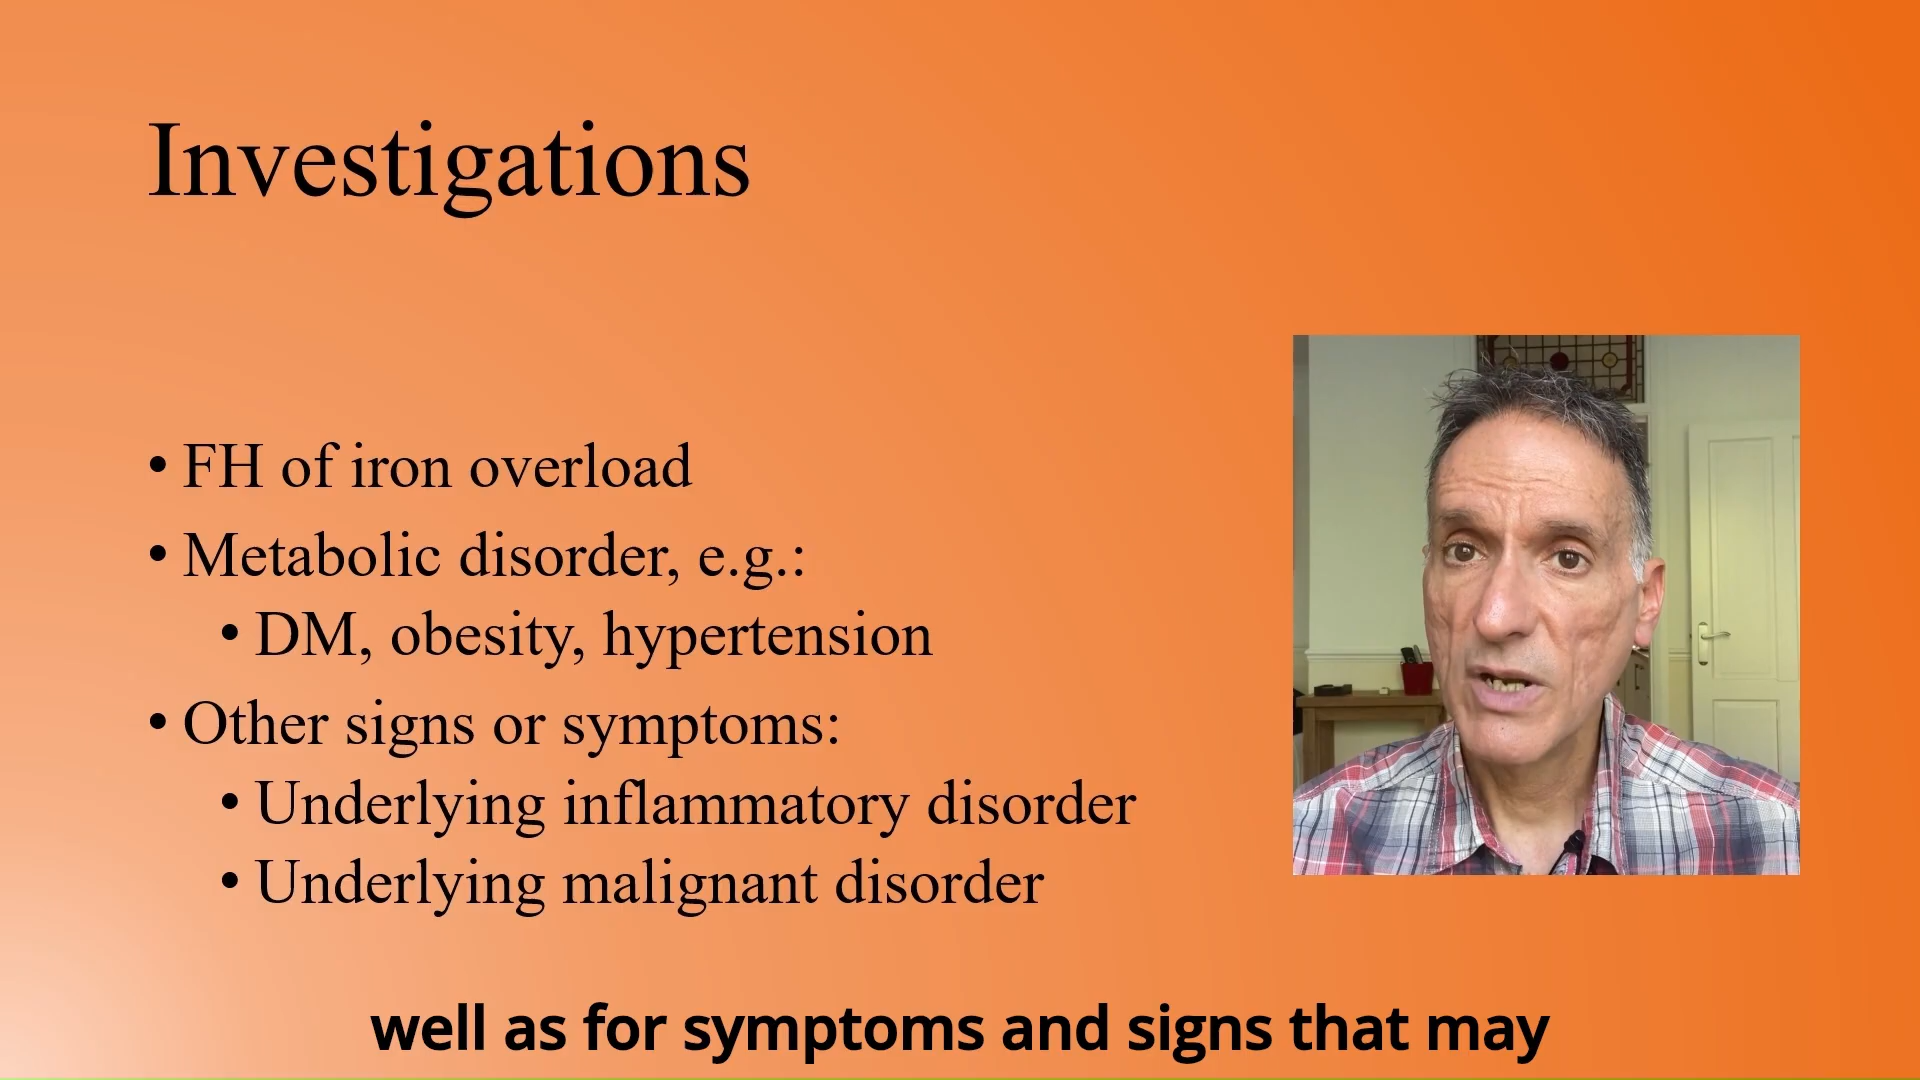 Investigations
• FH of iron overload
• Metabolic disorder, e.g.:
• DM, obesity, hypertension
• Other signs or symptoms:
• Underlying inflammatory disorder
• Underlying malignant disorder
well as for symptoms and signs that may